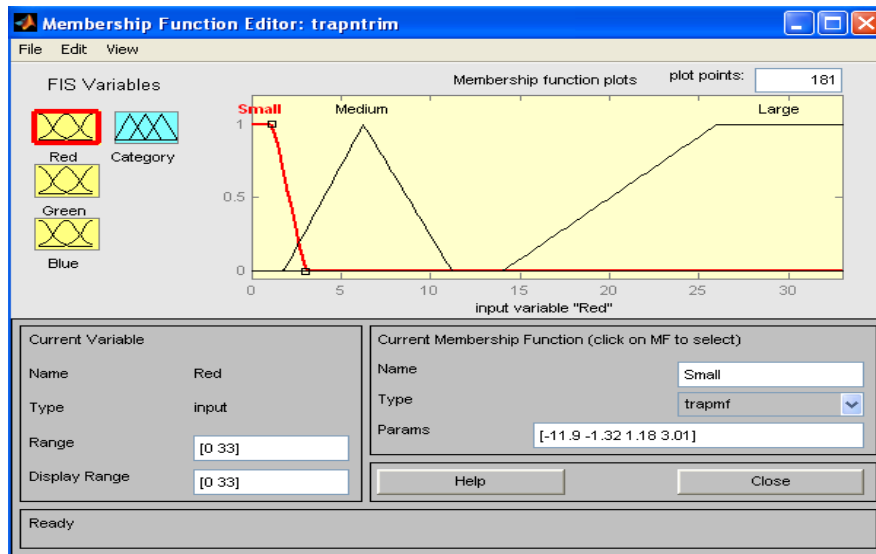 Membership Function Editor: trapntrim
File Edit View
FIS Variables
Red
Category
Green
Blue
Membership function plots
plot points:
181
Small
Medium
Large
1
0.5
0
0 5 10 15 20 25 30
input variable "Red"
Current Variable
Name Red
Type input
Range [0 33]
Display Range [0 33]
Current Membership Function (click on MF to select)
Name Small
Type trapmf
Params [-11.9 -1.32 1.18 3.01]
Help Close
Ready